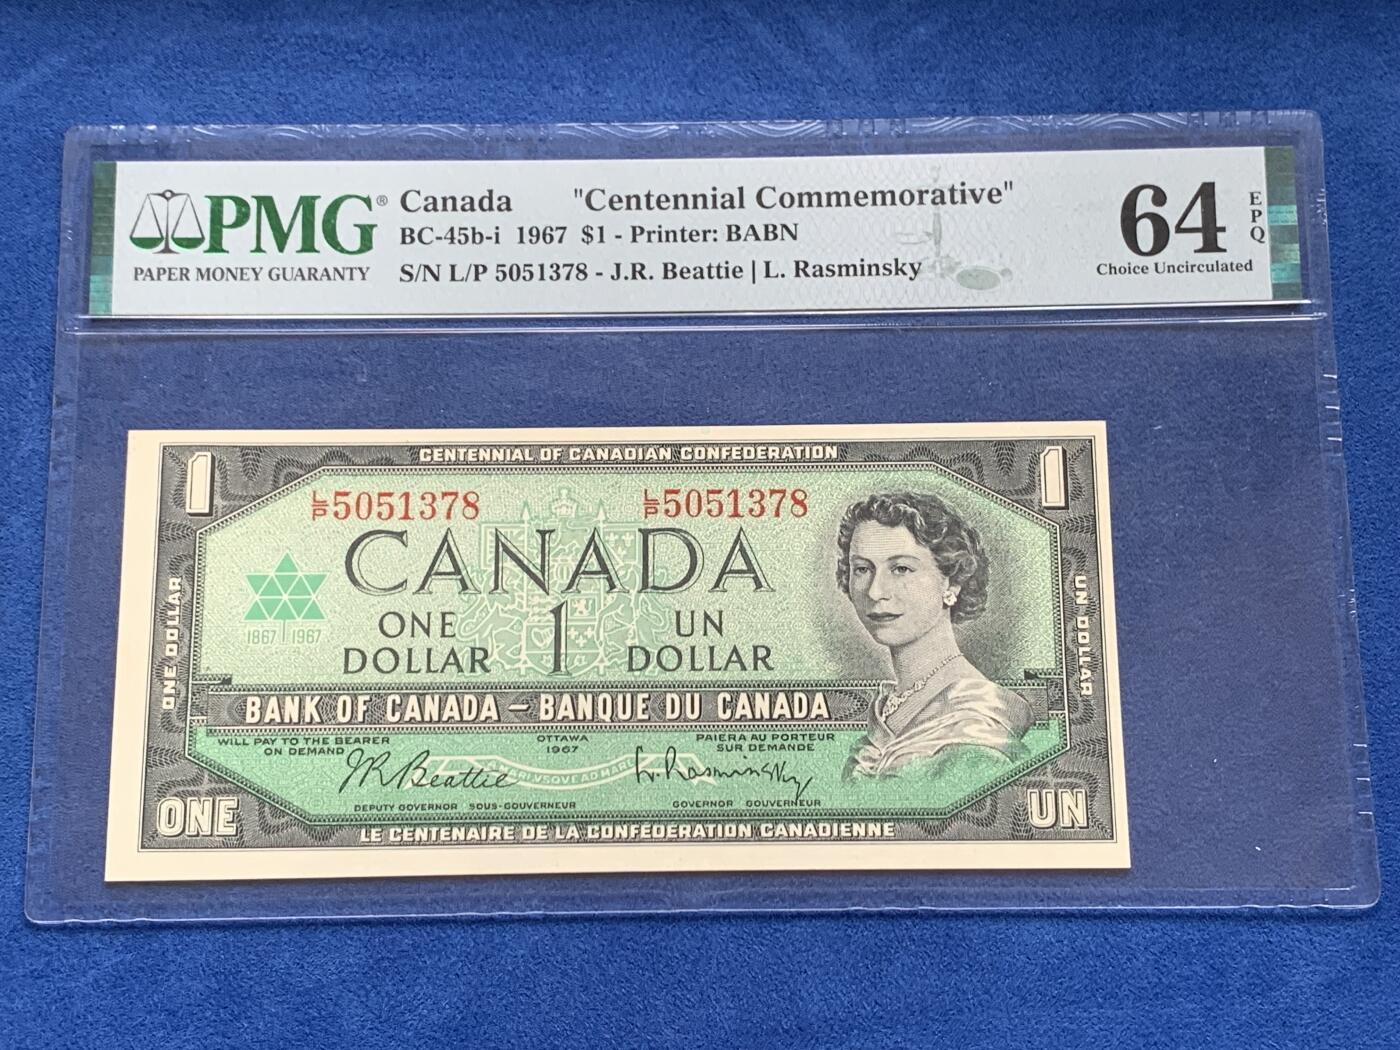 PMG®
PAPER MONEY GUARANTY
Canada "Centennial Commemorative"
BC-45b-i 1967 $1 - Printer: BABN
S/N L/P 5051378 - J.R. Beattie | L. Rasminsky
64
EPQ
Choice Uncirculated
CENTENNIAL OF CANADIAN CONFEDERATION
1
1
L/P 5051378
L/P 5051378
CANADA
ONE DOLLAR
1867 1967
ONE
DOLLAR
1
UN
DOLLAR
UN DOLLAR
BANK OF CANADA – BANQUE DU CANADA
WILL PAY TO THE BEARER
ON DEMAND
OTTAWA
1967
PAIERA AU PORTEUR
SUR DEMANDE
JRBeattie
L. Rasminsky
DEPUTY GOVERNOR SOUS-GOUVERNEUR
GOVERNOR GOUVERNEUR
ONE
UN
LE CENTENAIRE DE LA CONFÉDÉRATION CANADIENNE